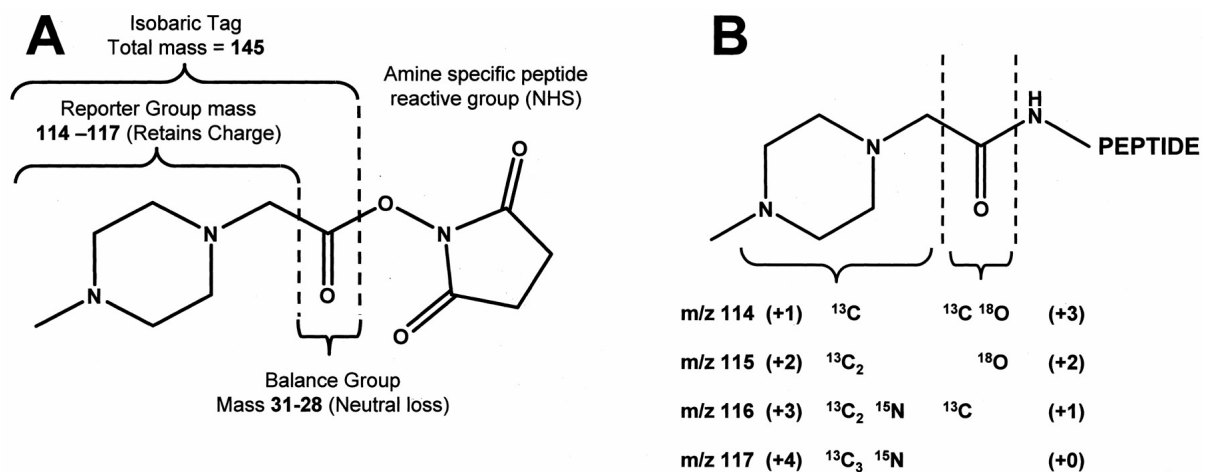 A
Isobaric Tag
Total mass = 145
Reporter Group mass
114 –117 (Retains Charge)
Amine specific peptide
reactive group (NHS)
N
N
O
O
N
O
O
Balance Group
Mass 31-28 (Neutral loss)
B
N
N
O
H
N
PEPTIDE
m/z 114 (+1) ¹³C ¹³C ¹⁸O (+3)
m/z 115 (+2) ¹³C₂ ¹⁸O (+2)
m/z 116 (+3) ¹³C₂ ¹⁵N ¹³C (+1)
m/z 117 (+4) ¹³C₃ ¹⁵N (+0)